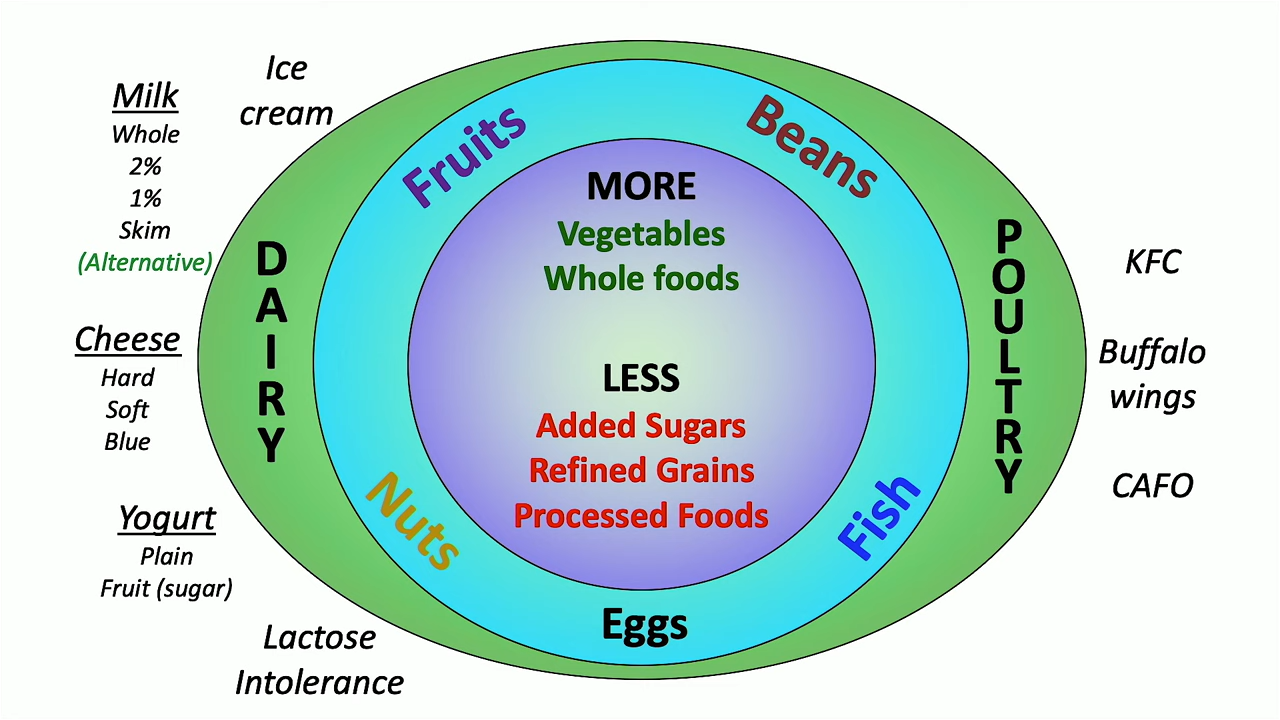 Ice
cream
Milk
Whole
2%
1%
Skim
(Alternative)
Cheese
Hard
Soft
Blue
Yogurt
Plain
Fruit (sugar)
Lactose
Intolerance
DAIRY
Fruits
Beans
MORE
Vegetables
Whole foods
LESS
Added Sugars
Refined Grains
Processed Foods
Nuts
Fish
Eggs
POULTRY
KFC
Buffalo
wings
CAFO